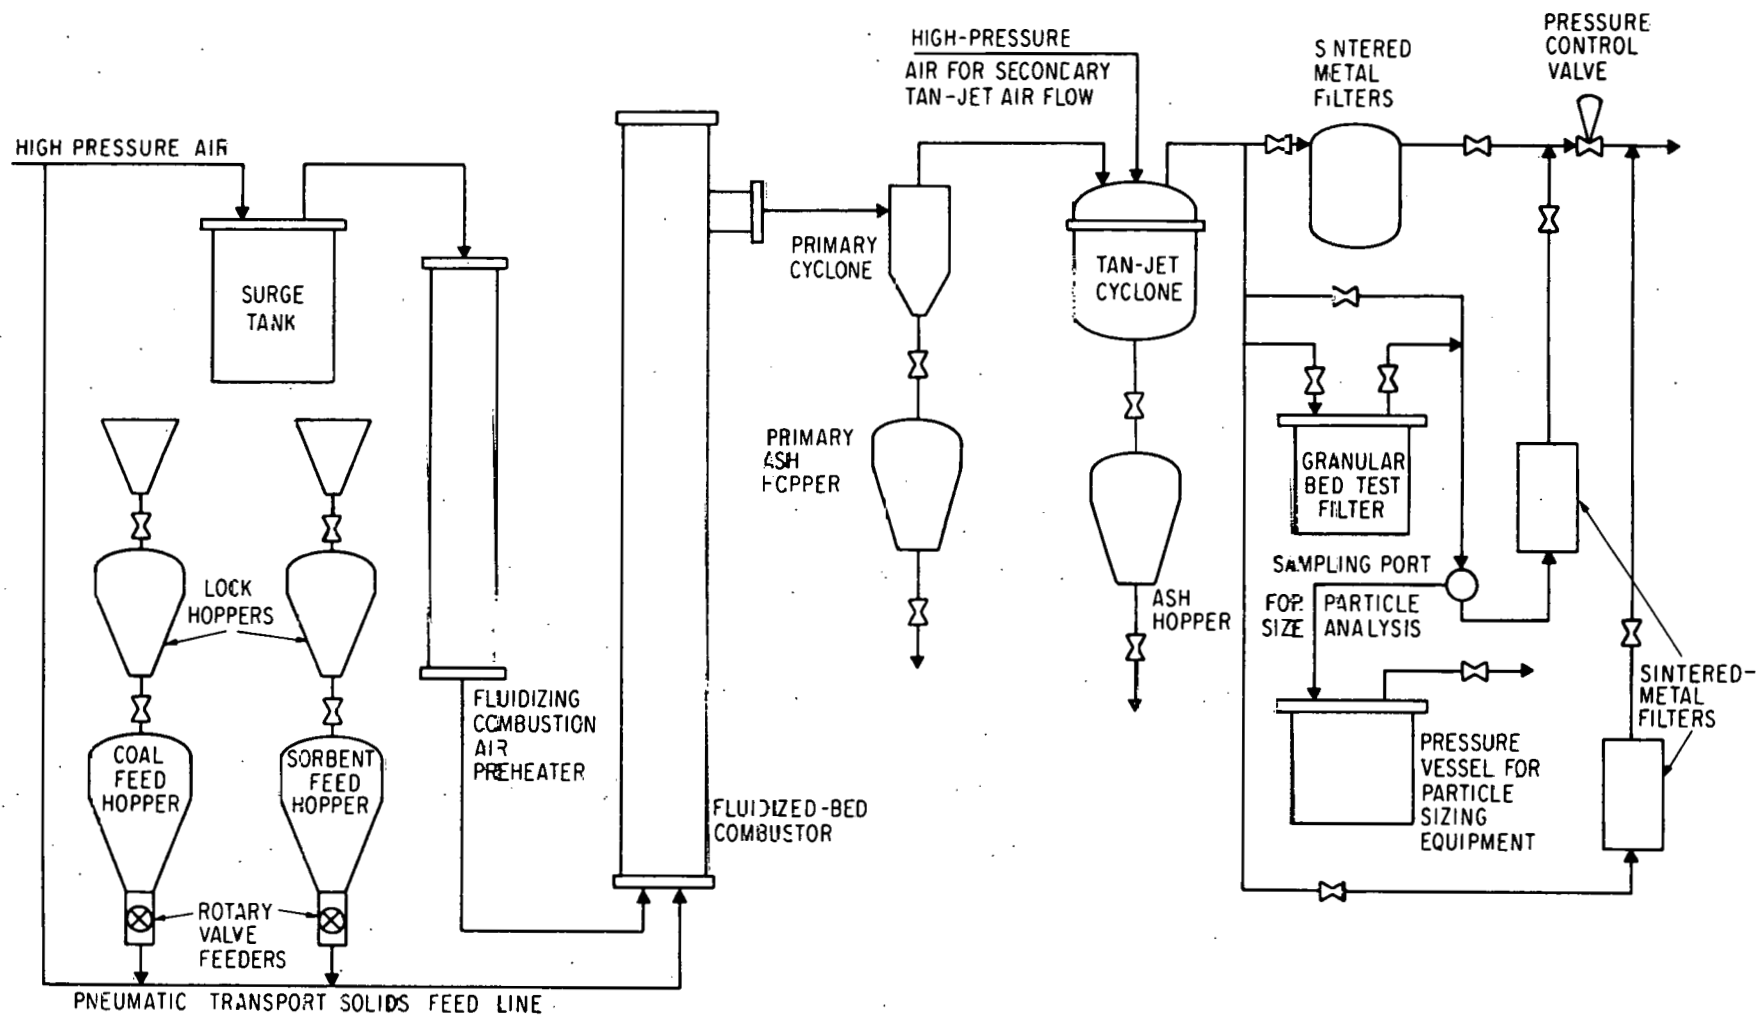 HIGH PRESSURE AIR
SURGE
TANK
LOCK
HOPPERS
COAL
FEED
HOPPER
SORBENT
FEED
HOPPER
ROTARY
VALVE
FEEDERS
PNEUMATIC TRANSPORT SOLIDS FEED LINE
FLUIDIZING
COMBUSTION
AIR
PREHEATER
FLUIDIZED-BED
COMBUSTOR
PRIMARY
CYCLONE
PRIMARY
ASH
HOPPER
HIGH-PRESSURE
AIR FOR SECONDARY
TAN-JET AIR FLOW
TAN-JET
CYCLONE
ASH
HOPPER
SINTERED
METAL
FILTERS
PRESSURE
CONTROL
VALVE
GRANULAR
BED TEST
FILTER
SAMPLING PORT
FOR PARTICLE
SIZE ANALYSIS
PRESSURE
VESSEL FOR
PARTICLE
SIZING
EQUIPMENT
SINTERED-
METAL
FILTERS